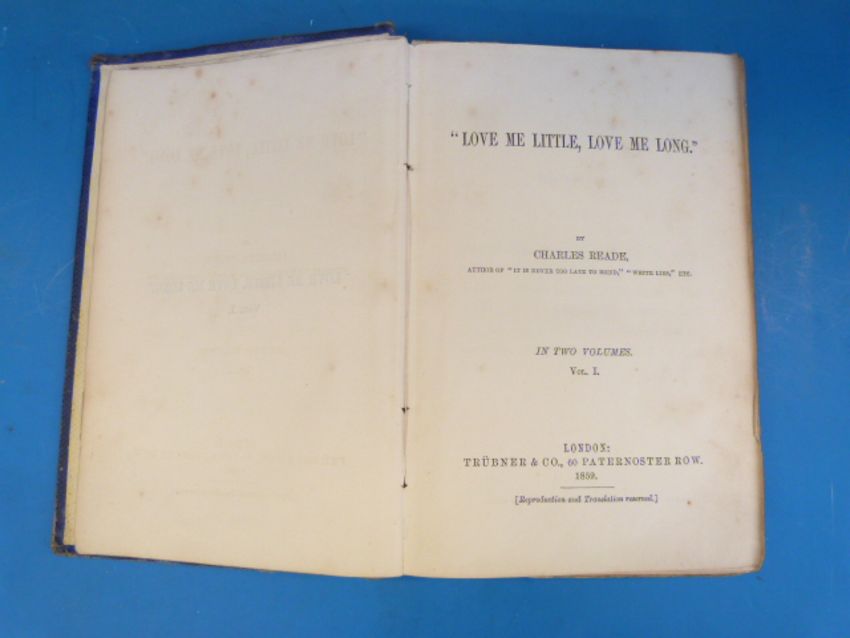 "LOVE ME LITTLE, LOVE ME LONG."
BY
CHARLES READE,
AUTHOR OF "IT IS NEVER TOO LATE TO MEND," "WHITE LIES," ETC.
IN TWO VOLUMES.
VOL. I.
LONDON:
TRÜBNER & CO., 60 PATERNOSTER ROW.
1859.
[Reproduction and Translation reserved.]